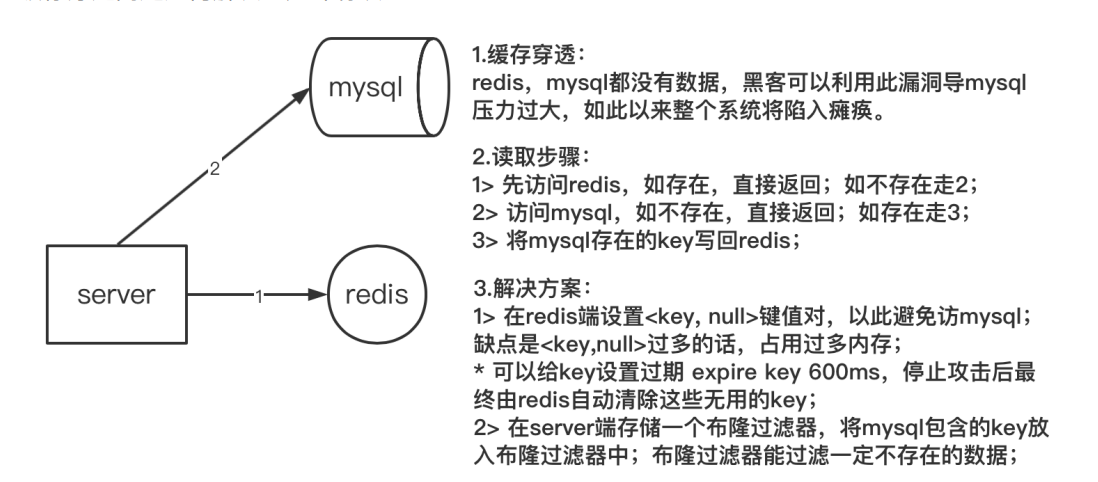 mysql
2
server
1
redis
1.缓存穿透：
redis，mysql都没有数据，黑客可以利用此漏洞导mysql
压力过大，如此以来整个系统将陷入瘫痪。
2.读取步骤：
1> 先访问redis，如存在，直接返回；如不存在走2；
2> 访问mysql，如不存在，直接返回；如存在走3；
3> 将mysql存在的key写回redis；
3.解决方案：
1> 在redis端设置<key, null>键值对，以此避免访mysql；
缺点是<key,null>过多的话，占用过多内存；
* 可以给key设置过期 expire key 600ms，停止攻击后最
终由redis自动清除这些无用的key；
2> 在server端存储一个布隆过滤器，将mysql包含的key放
入布隆过滤器中；布隆过滤器能过滤一定不存在的数据；